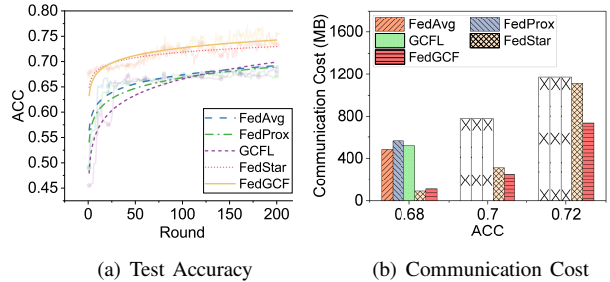 0.80
0.75
0.70
0.65
0.60
0.55
0.50
0.45
ACC
FedAvg
FedProx
GCFL
FedStar
FedGCF
0 50 100 150 200
Round
(a) Test Accuracy
Communication Cost (MB)
1600
1200
800
400
0
FedAvg FedProx
GCFL FedStar
FedGCF
0.68 0.7 0.72
ACC
(b) Communication Cost